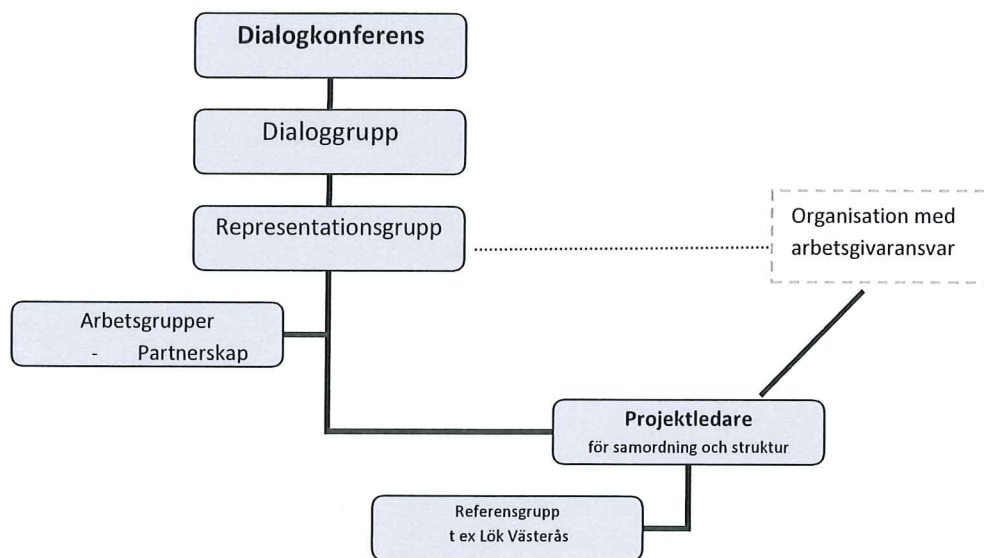 Dialogkonferens
Dialoggrupp
Representationsgrupp
Organisation med
arbetsgivaransvar
Arbetsgrupper
- Partnerskap
Projektledare
för samordning och struktur
Referensgrupp
t ex Lök Västerås